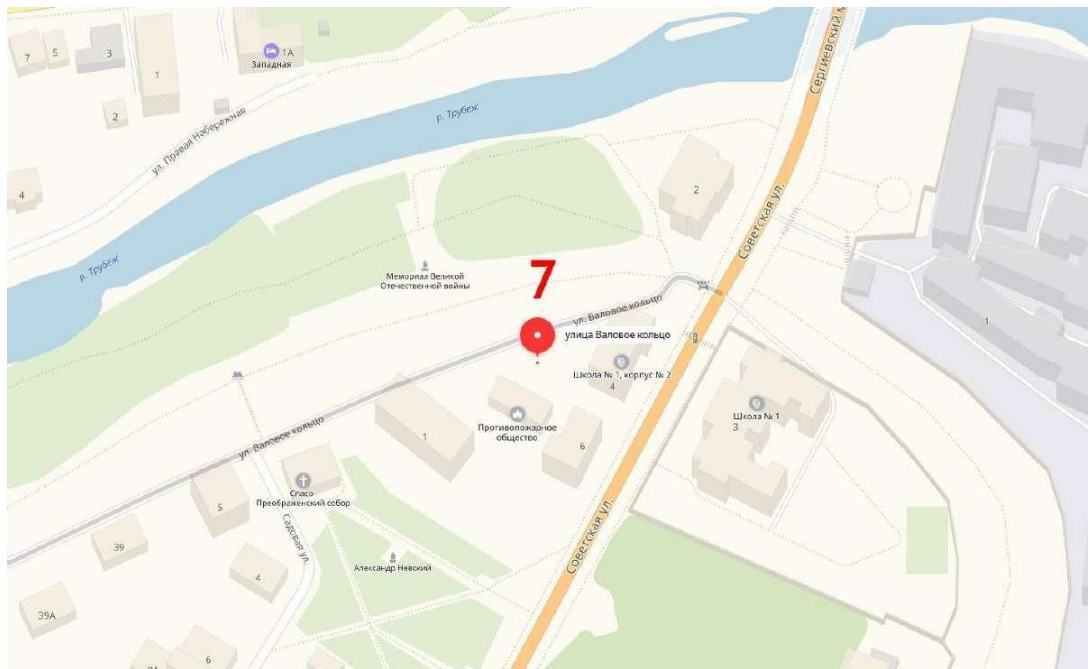 7
5
3
1
1А
Западная
2
4
ул. Правая Набережная
р. Трубеж
р. Трубеж
Сергиевский
Советская ул.
2
Мемориал Великой
Отечественной войны
7
ул. Валовое кольцо
улица Валовое кольцо
Школа № 1, корпус № 2
4
Школа № 1
3
1
Противопожарное
общество
6
1
ул. Валовое кольцо
Спасо-
Преображенский собор
5
39
39А
Садовая ул.
4
Александр Невский
6
Советская ул.